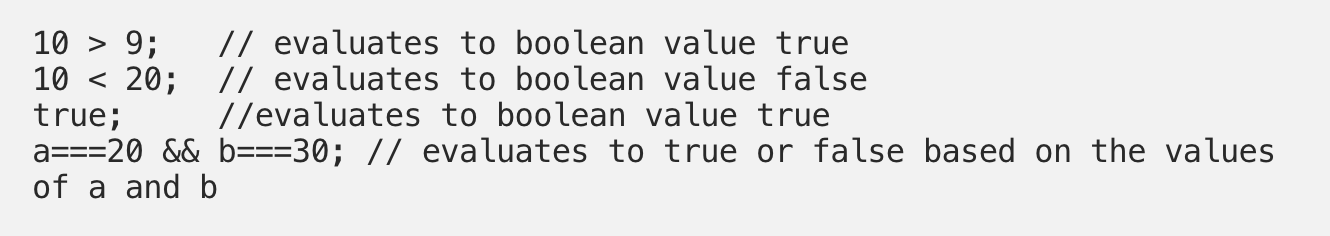 10 > 9;   // evaluates to boolean value true
10 < 20;  // evaluates to boolean value false
true;     //evaluates to boolean value true
a===20 && b===30; // evaluates to true or false based on the values
of a and b